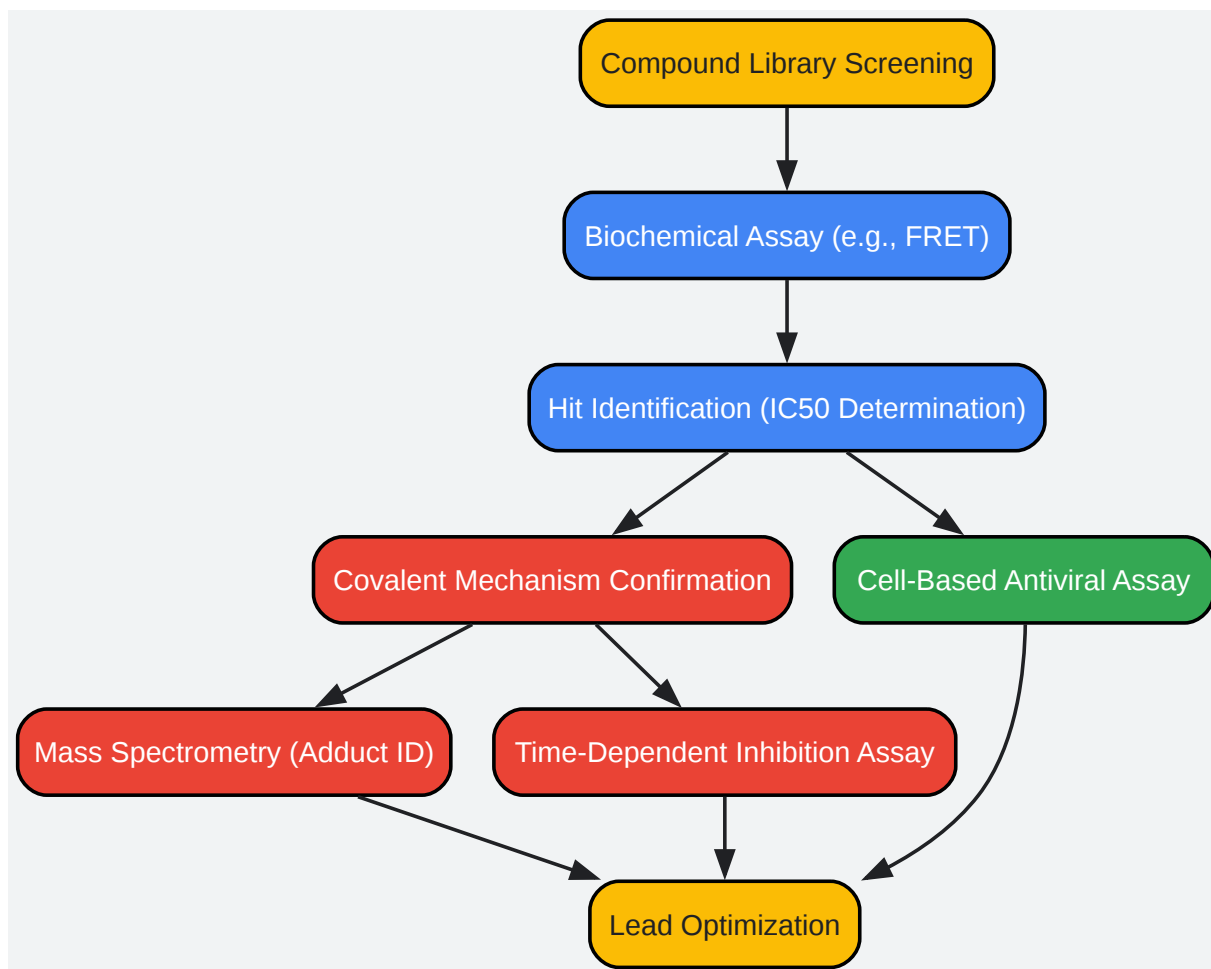 Compound Library Screening
Biochemical Assay (e.g., FRET)
Hit Identification (IC50 Determination)
Covalent Mechanism Confirmation
Cell-Based Antiviral Assay
Mass Spectrometry (Adduct ID)
Time-Dependent Inhibition Assay
Lead Optimization